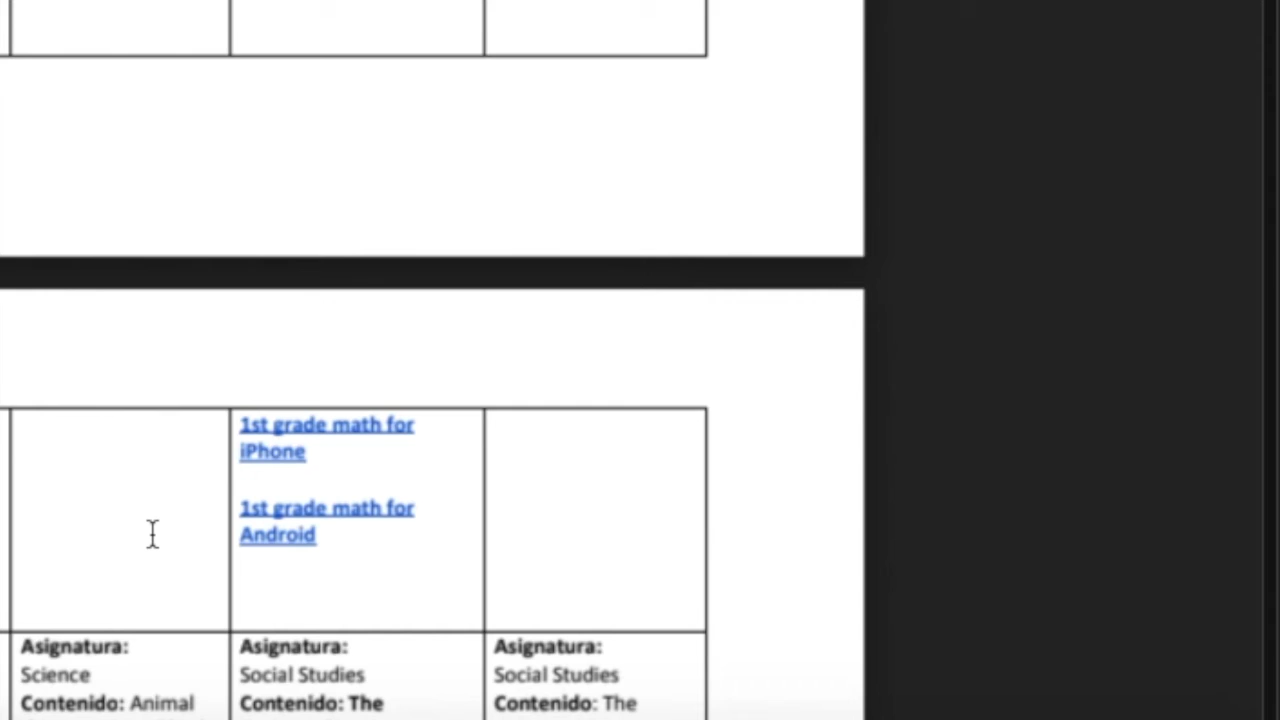 1st grade math for
iPhone
1st grade math for
Android
Asignatura:
Science
Contenido: Animal
Asignatura:
Social Studies
Contenido: The
Asignatura:
Social Studies
Contenido: The